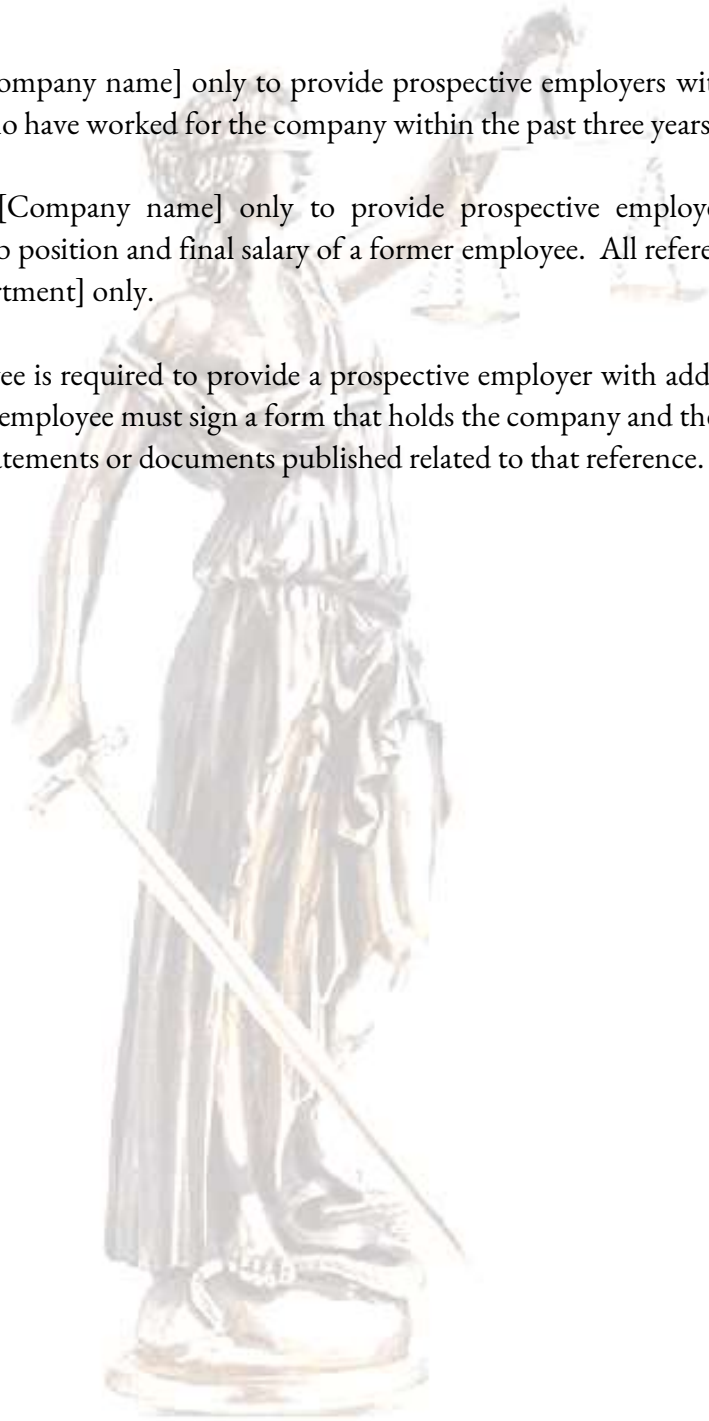 ompany name] only to provide prospective employers wit
o have worked for the company within the past three years
[Company name] only to provide prospective employe
position and final salary of a former employee. All refere
rtment] only.
ee is required to provide a prospective employer with add
employee must sign a form that holds the company and the
tements or documents published related to that reference.